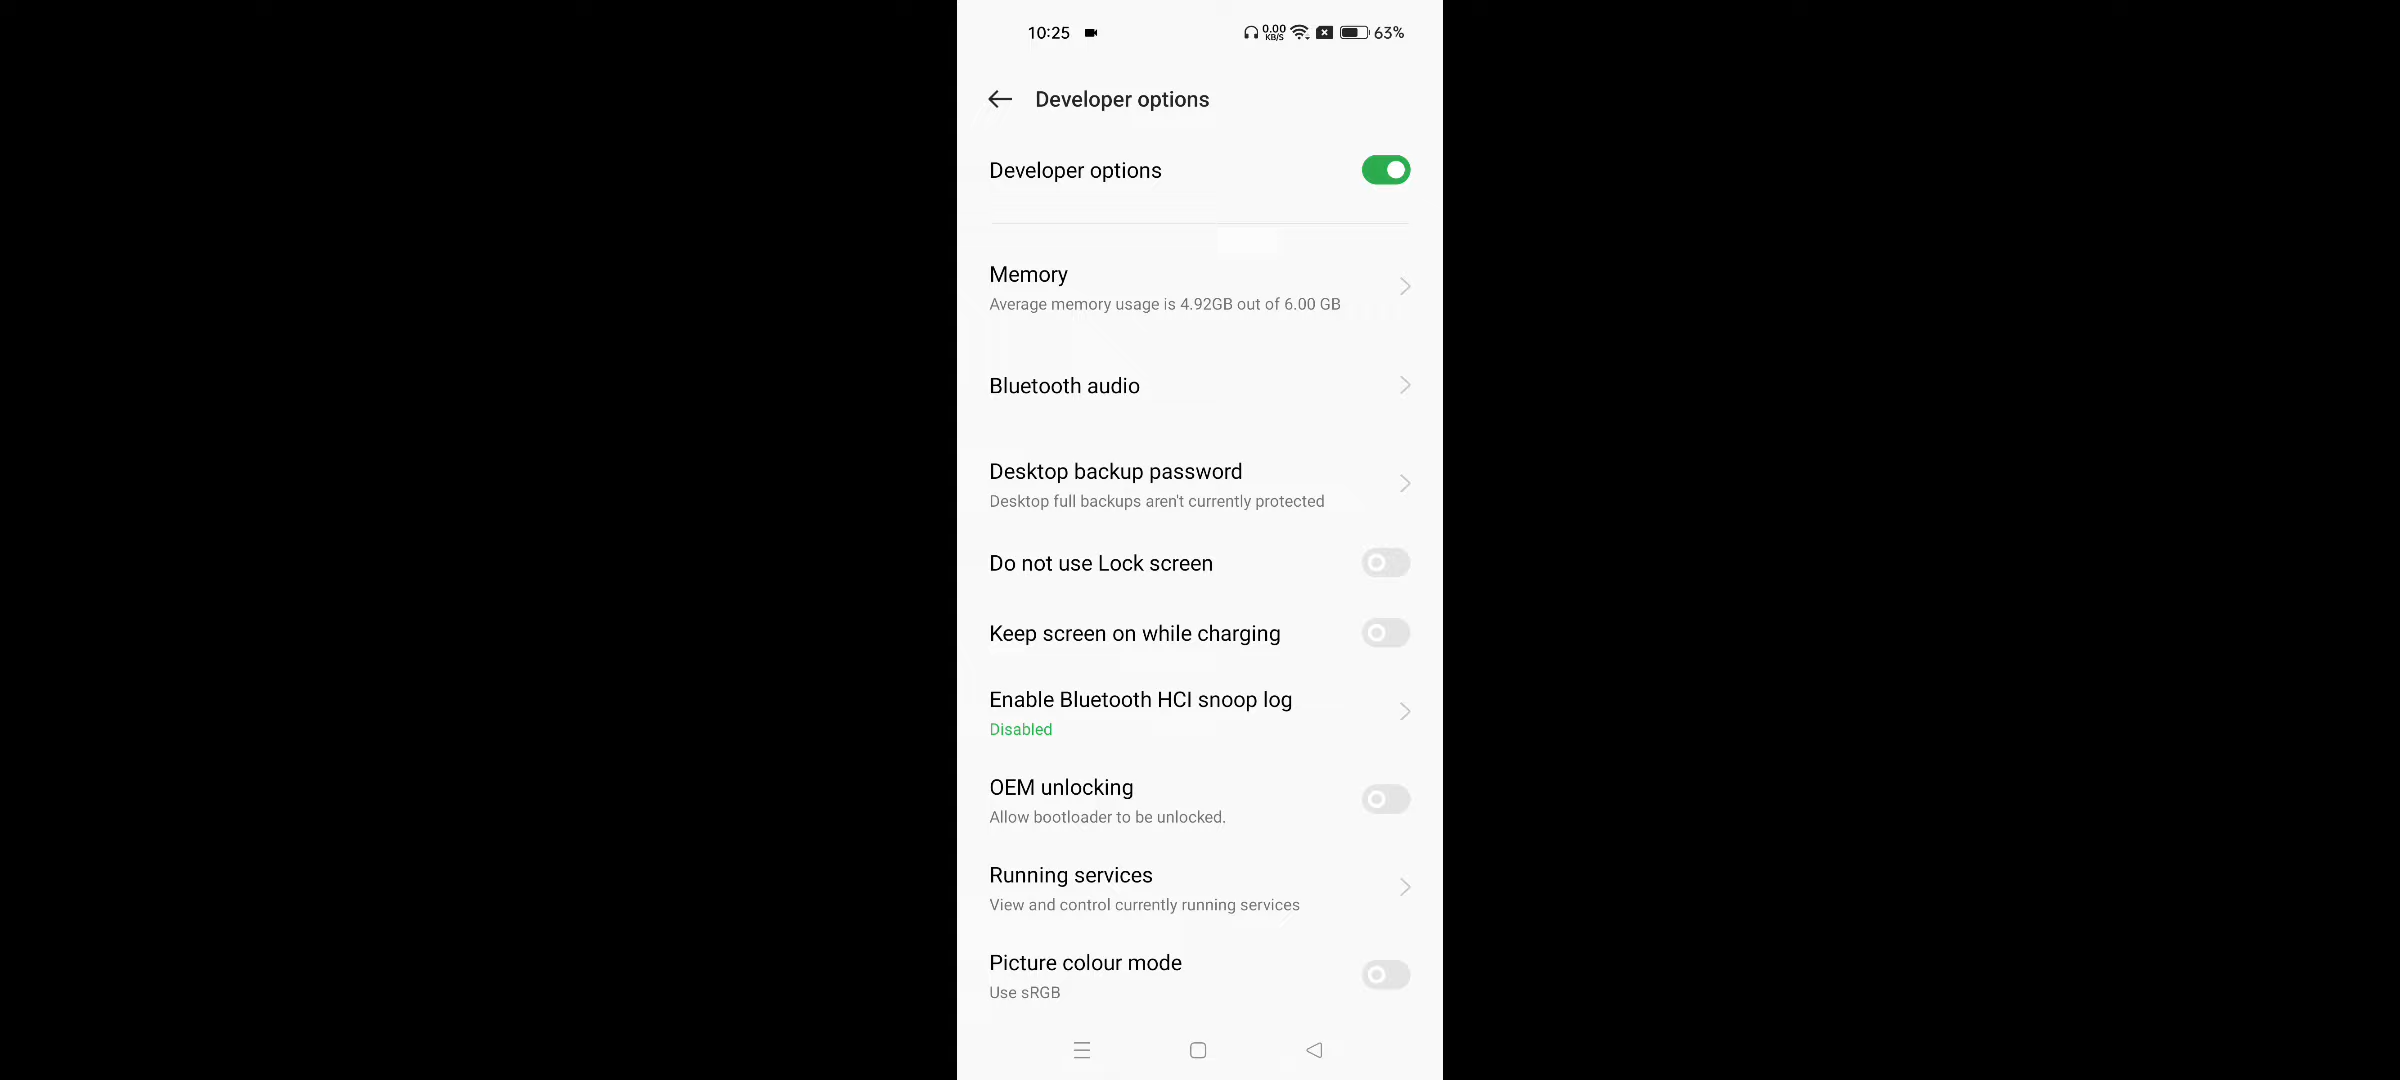 10:25 0.00 KB/S 63%
Developer options
Developer options
Memory
Average memory usage is 4.92GB out of 6.00 GB
Bluetooth audio
Desktop backup password
Desktop full backups aren't currently protected
Do not use Lock screen
Keep screen on while charging
Enable Bluetooth HCI snoop log
Disabled
OEM unlocking
Allow bootloader to be unlocked.
Running services
View and control currently running services
Picture colour mode
Use sRGB